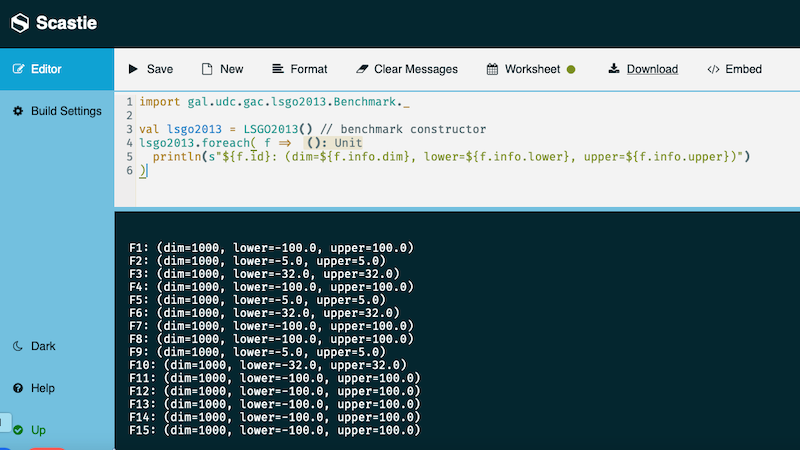 Scastie
Editor
Save
New
Format
Clear Messages
Worksheet
Download
Embed
Build Settings
1 import gal.udc.gac.lsgo2013.Benchmark._
2
3 val lsgo2013 = LSGO2013() // benchmark constructor
4 lsgo2013.foreach( f => (): Unit
5 println(s"${f.id}: (dim=${f.info.dim}, lower=${f.info.lower}, upper=${f.info.upper})")
6 )
F1: (dim=1000, lower=-100.0, upper=100.0)
F2: (dim=1000, lower=-5.0, upper=5.0)
F3: (dim=1000, lower=-32.0, upper=32.0)
F4: (dim=1000, lower=-100.0, upper=100.0)
F5: (dim=1000, lower=-5.0, upper=5.0)
F6: (dim=1000, lower=-32.0, upper=32.0)
F7: (dim=1000, lower=-100.0, upper=100.0)
F8: (dim=1000, lower=-100.0, upper=100.0)
F9: (dim=1000, lower=-5.0, upper=5.0)
F10: (dim=1000, lower=-32.0, upper=32.0)
F11: (dim=1000, lower=-100.0, upper=100.0)
F12: (dim=1000, lower=-100.0, upper=100.0)
F13: (dim=1000, lower=-100.0, upper=100.0)
F14: (dim=1000, lower=-100.0, upper=100.0)
F15: (dim=1000, lower=-100.0, upper=100.0)
Dark
Help
Up